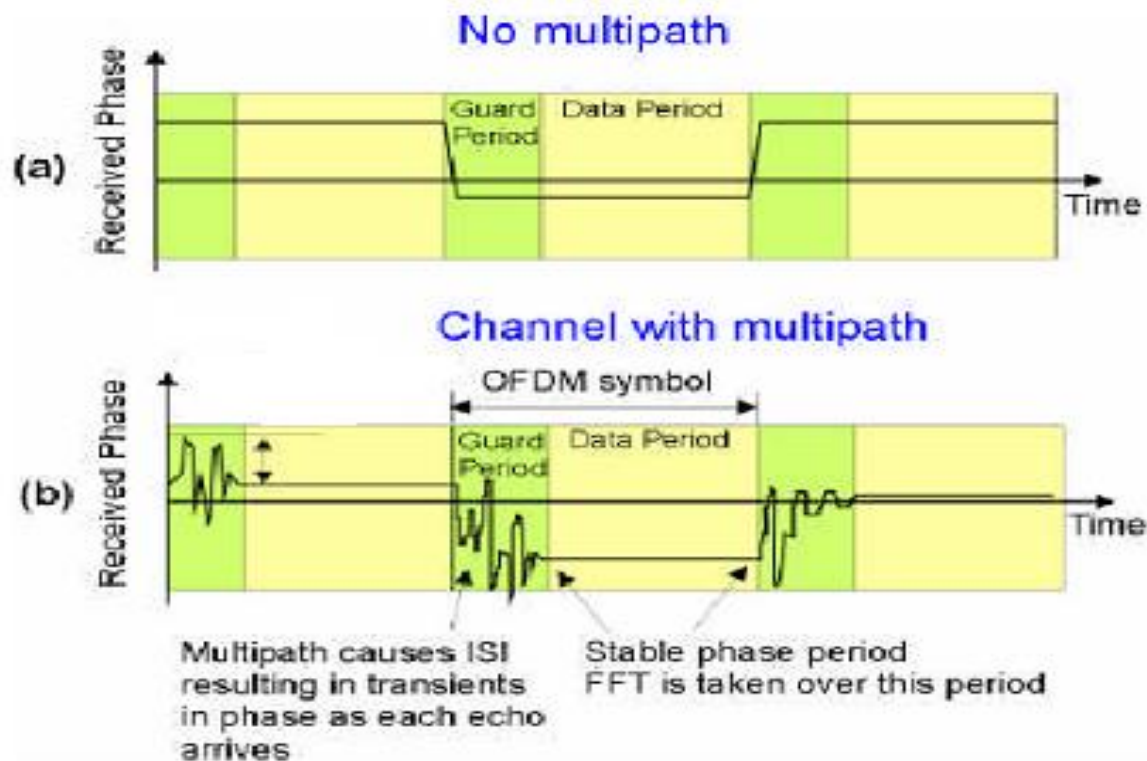 No multipath
Received Phase
Guard
Period
Data Period
(a)
Time
Channel with multipath
OFDM symbol
Received Phase
Guard
Period
Data Period
(b)
Time
Multipath causes ISI
resulting in transients
in phase as each echo
arrives
Stable phase period
FFT is taken over this period